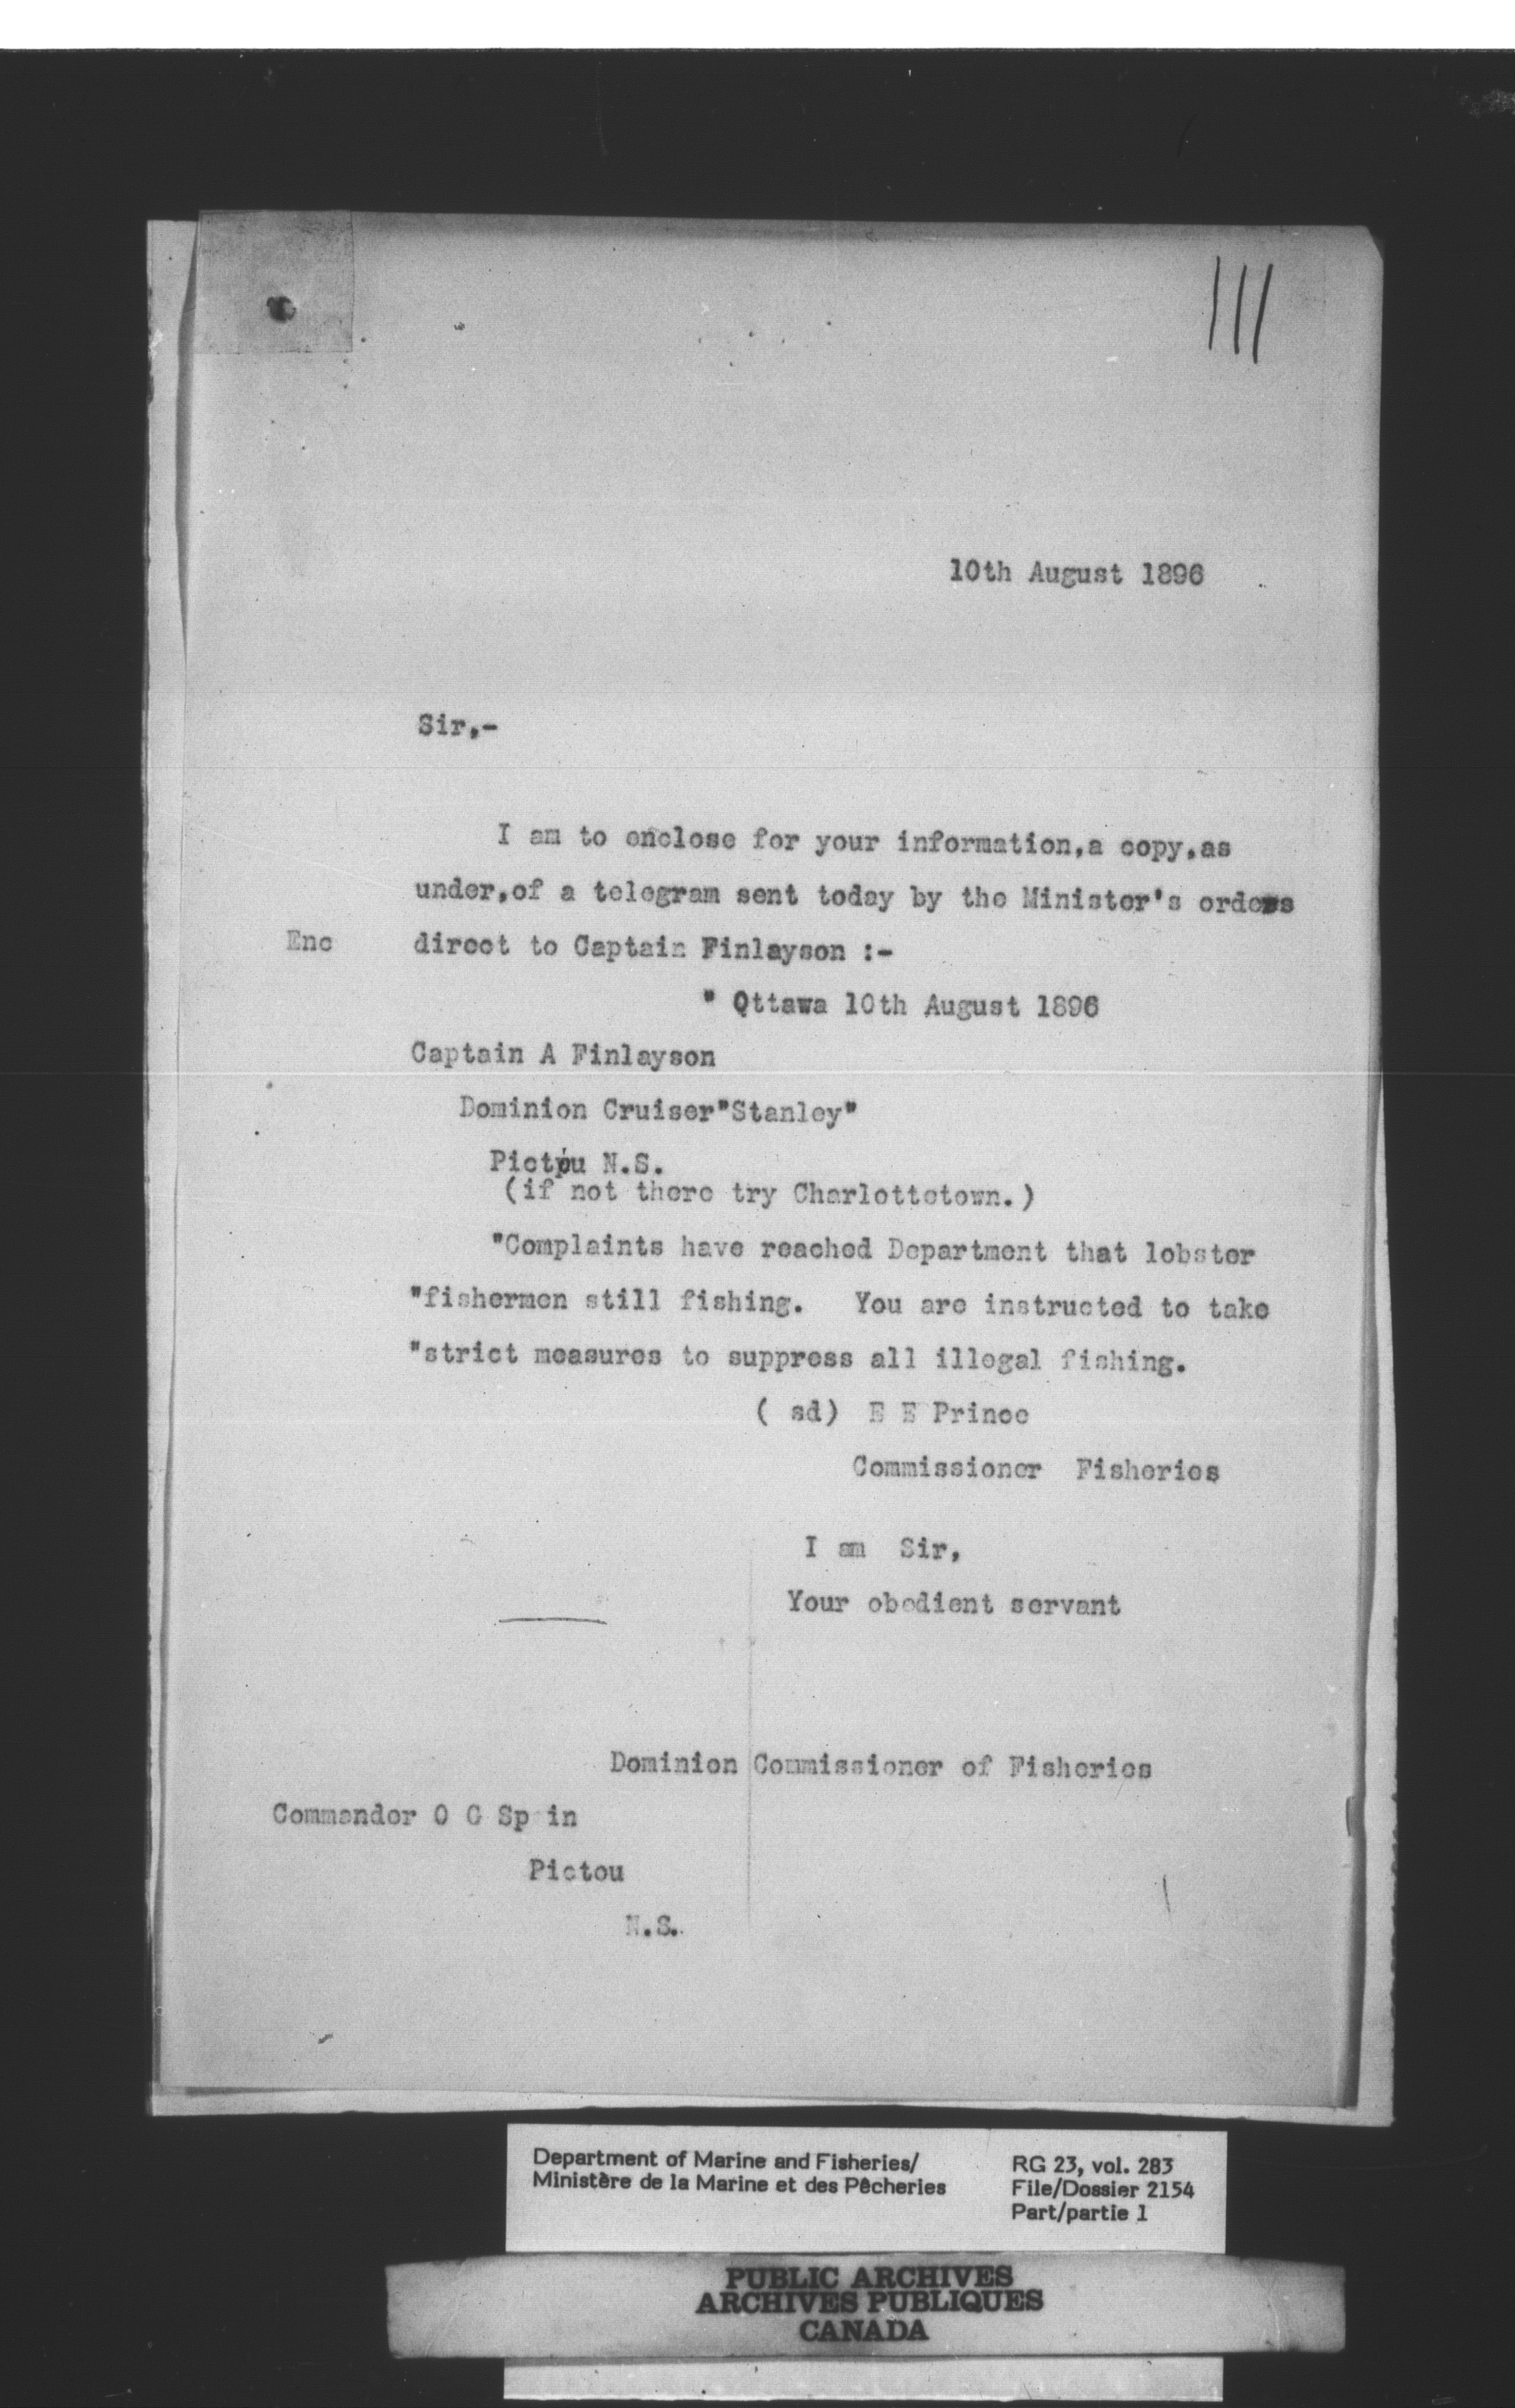 111
10th August 1896
Sir,-
I am to enclose for your information,a copy,as
under,of a telegram sent today by the Minister's orders
Enc direct to Captain Finlayson :-
" Ottawa 10th August 1896
Captain A Finlayson
Dominion Cruiser"Stanley"
Pictou N.S.
(if not there try Charlottetown.)
"Complaints have reached Department that lobster
"fishermen still fishing. You are instructed to take
"strict measures to suppress all illegal fishing.
( sd) E E Prince
Commissioner Fisheries
I am Sir,
Your obedient servant
Dominion Commissioner of Fisheries
Commander O G Sp in
Pictou
N.S.
Department of Marine and Fisheries/
Ministère de la Marine et des Pêcheries
RG 23, vol. 283
File/Dossier 2154
Part/partie 1
PUBLIC ARCHIVES
ARCHIVES PUBLIQUES
CANADA